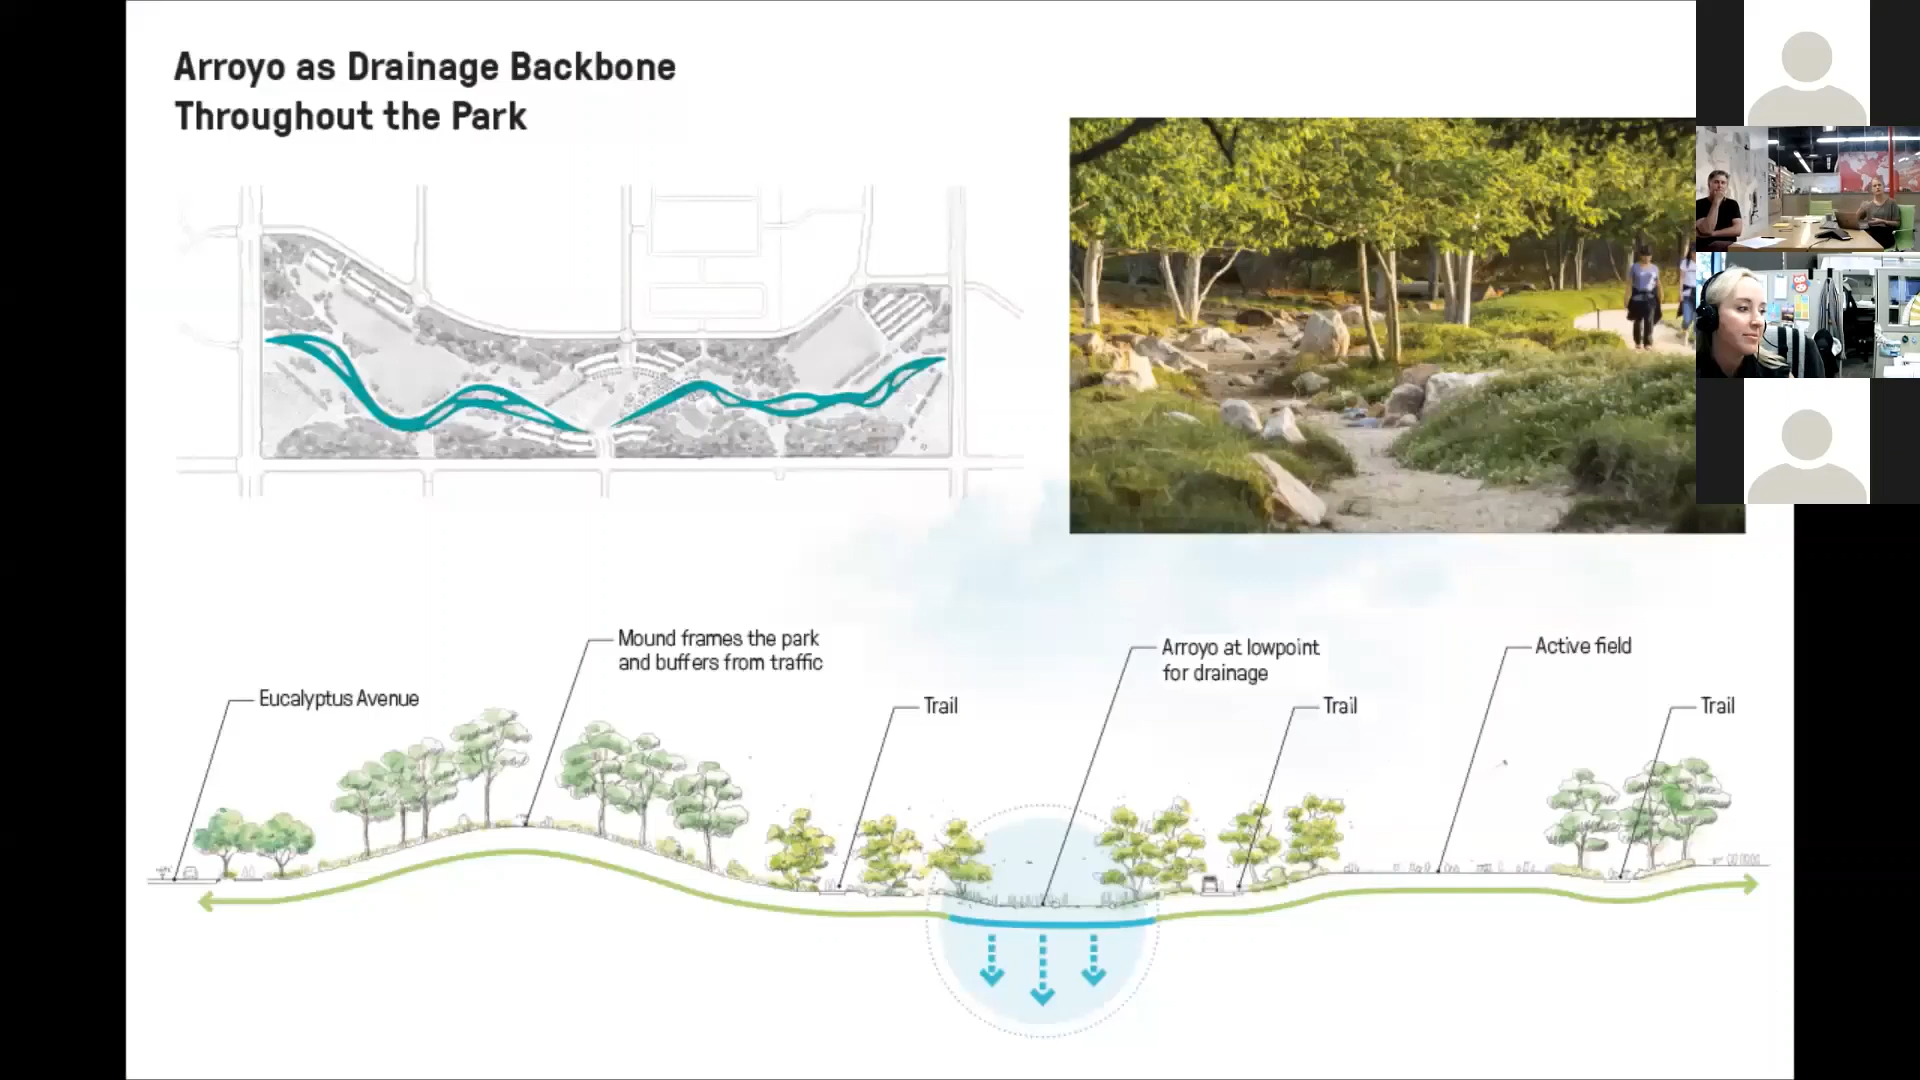 Arroyo as Drainage Backbone
Throughout the Park
Mound frames the park
and buffers from traffic
Arroyo at lowpoint
for drainage
Active field
Eucalyptus Avenue
Trail
Trail
Trail